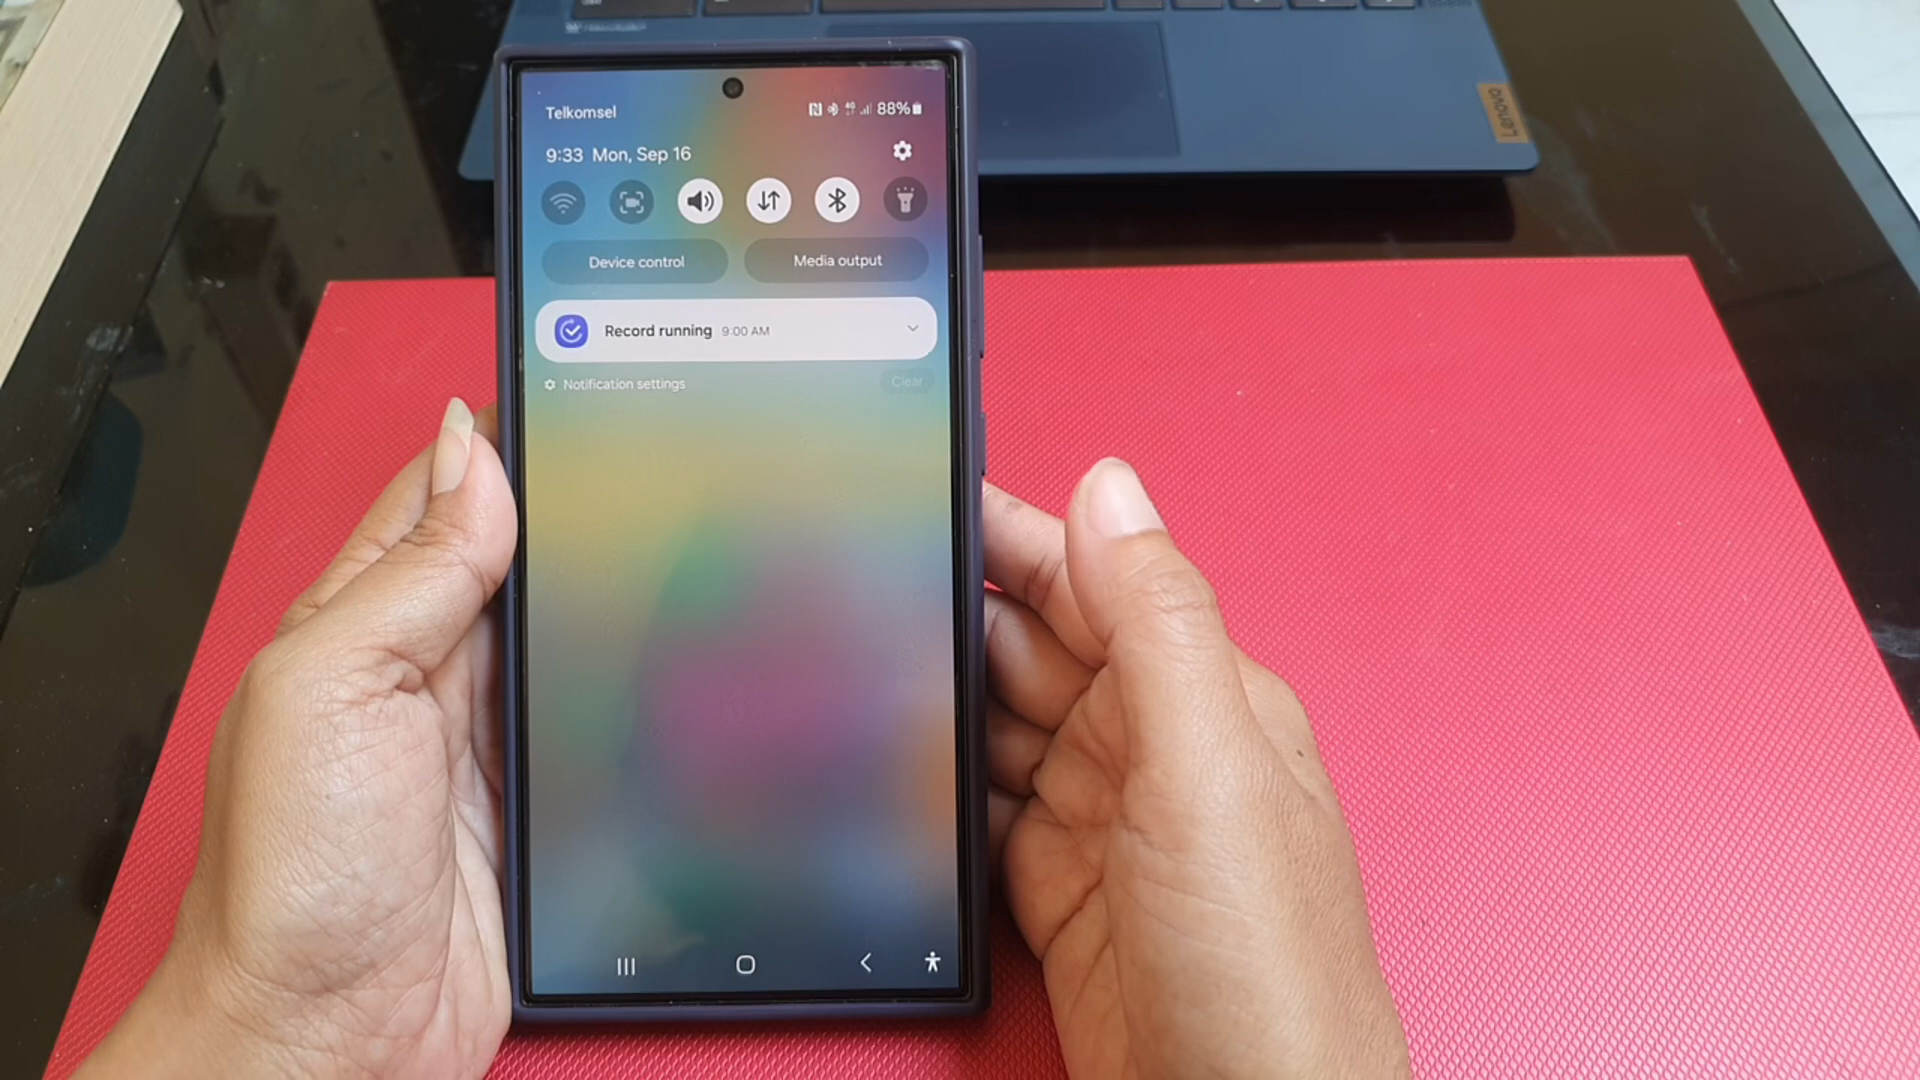 Telkomsel
4G
88%
9:33 Mon, Sep 16
Device control
Media output
Record running 9:00 AM
Notification settings
Clear
Lenovo